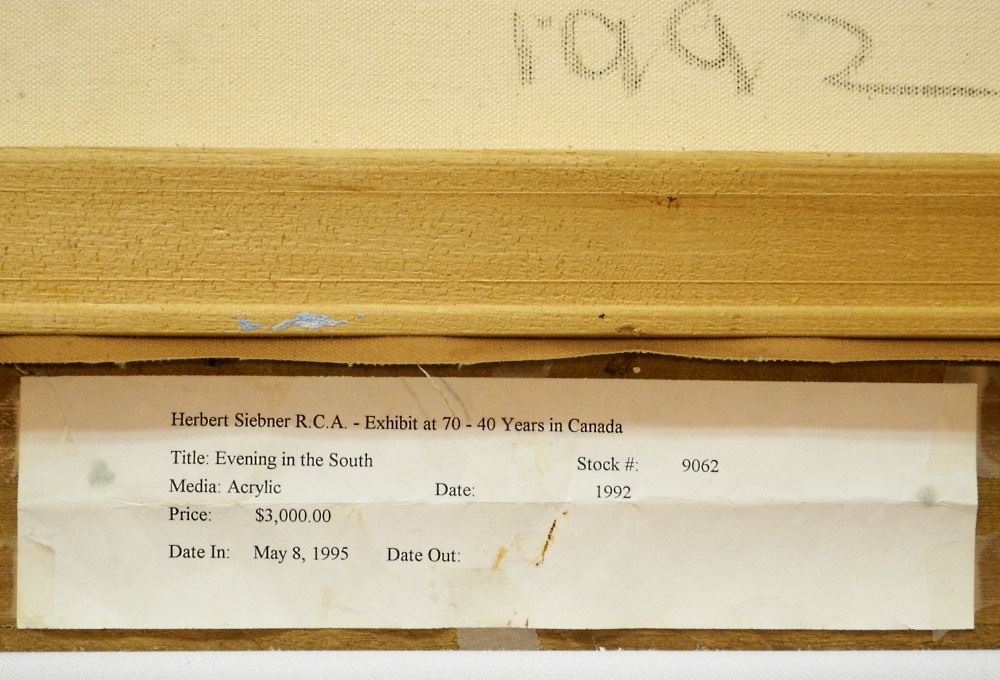 1992
Herbert Siebner R.C.A. - Exhibit at 70 - 40 Years in Canada
Title: Evening in the South Stock #: 9062
Media: Acrylic Date: 1992
Price: $3,000.00
Date In: May 8, 1995 Date Out: